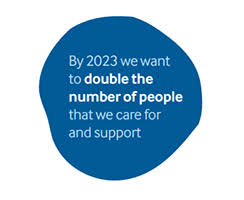 By 2023 we want
to double the
number of people
that we care for
and support